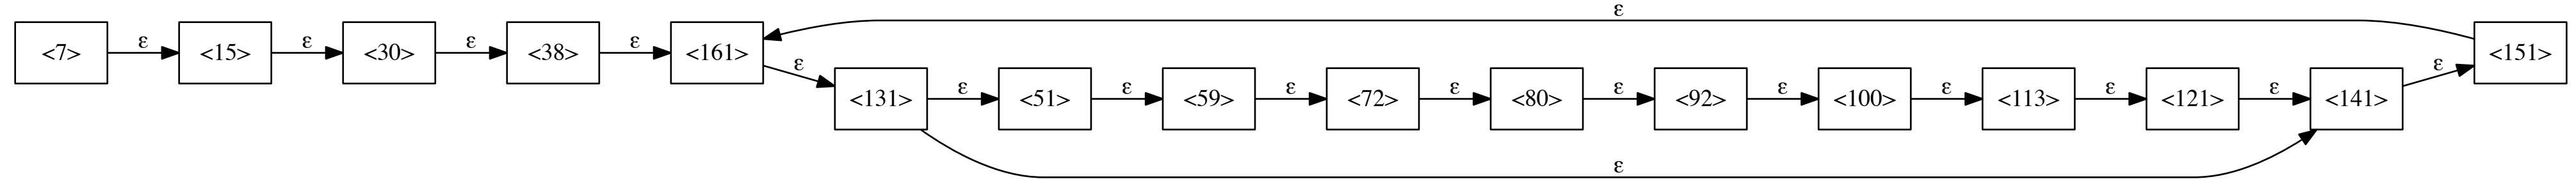 ε
<7> ε <15> ε <30> ε <38> ε <161> <151>
ε ε
<131> ε <51> ε <59> ε <72> ε <80> ε <92> ε <100> ε <113> ε <121> ε <141>
ε